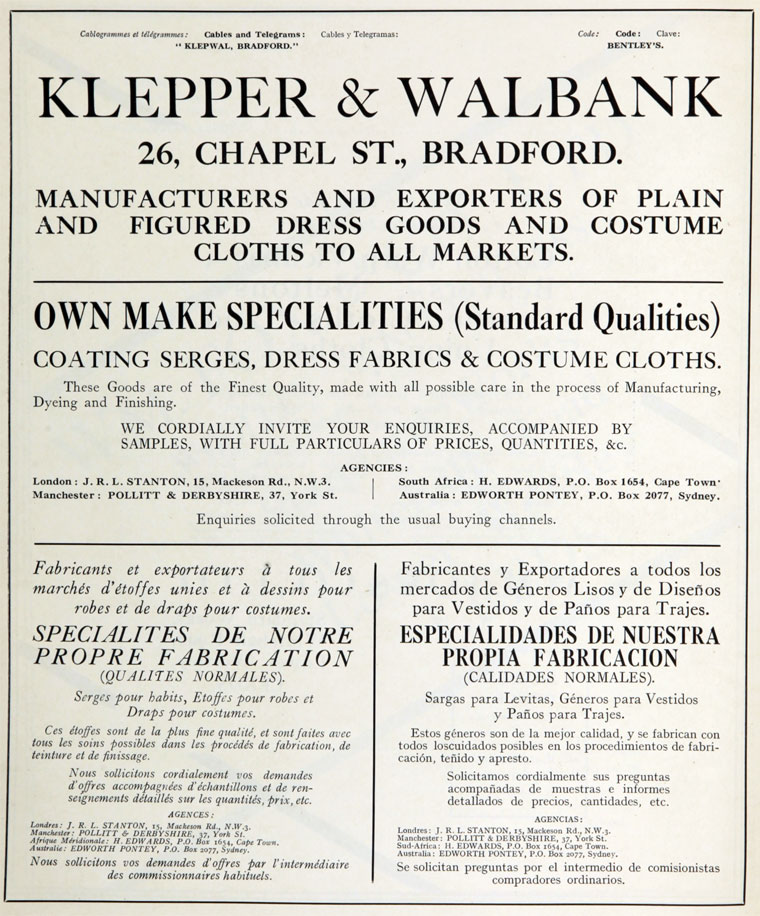 Cablogrammes et télégrammes: Cables and Telegrams: Cables y Telegramas: Code: Code: Clave:
"KLEPWAL, BRADFORD." BENTLEY'S.
KLEPPER & WALBANK
26, CHAPEL ST., BRADFORD.
MANUFACTURERS AND EXPORTERS OF PLAIN
AND FIGURED DRESS GOODS AND COSTUME
CLOTHS TO ALL MARKETS.
OWN MAKE SPECIALITIES (Standard Qualities)
COATING SERGES, DRESS FABRICS & COSTUME CLOTHS.
These Goods are of the Finest Quality, made with all possible care in the process of Manufacturing,
Dyeing and Finishing.
WE CORDIALLY INVITE YOUR ENQUIRIES, ACCOMPANIED BY
SAMPLES, WITH FULL PARTICULARS OF PRICES, QUANTITIES, &c.
AGENCIES:
London: J. R. L. STANTON, 15, Mackeson Rd., N.W.3.
Manchester: POLLITT & DERBYSHIRE, 37, York St.
South Africa: H. EDWARDS, P.O. Box 1654, Cape Town·
Australia: EDWORTH PONTEY, P.O. Box 2077, Sydney.
Enquiries solicited through the usual buying channels.
Fabricants et exportateurs à tous les
marchés d'étoffes unies et à dessins pour
robes et de draps pour costumes.
SPECIALITES DE NOTRE
PROPRE FABRICATION
(QUALITES NORMALES).
Serges pour habits, Etoffes pour robes et
Draps pour costumes.
Ces étoffes sont de la plus fine qualité, et sont faites avec
tous les soins possibles dans les procédés de fabrication, de
teinture et de finissage.
Nous sollicitons cordialement vos demandes
d'offres accompagnées d'échantillons et de ren-
seignements détaillés sur les quantités, prix, etc.
AGENCES:
Londres: J. R. L. STANTON, 15, Mackeson Rd., N.W.3.
Manchester: POLLITT & DERBYSHIRE, 37, York St.
Afrique Méridionale: H. EDWARDS, P.O. Box 1654, Cape Town.
Australie: EDWORTH PONTEY, P.O. Box 2077, Sydney.
Nous sollicitons vos demandes d'offres par l'intermédiaire
des commissionnaires habituels.
Fabricantes y Exportadores a todos los
mercados de Géneros Lisos y de Diseños
para Vestidos y de Paños para Trajes.
ESPECIALIDADES DE NUESTRA
PROPIA FABRICACION
(CALIDADES NORMALES).
Sargas para Levitas, Géneros para Vestidos
y Paños para Trajes.
Estos géneros son de la mejor calidad, y se fabrican con
todos loscuidados posibles en los procedimientos de fabri-
cación, teñido y apresto.
Solicitamos cordialmente sus preguntas
acompañadas de muestras e informes
detallados de precios, cantidades, etc.
AGENCIAS:
Londres: J. R. L. STANTON, 15, Mackeson Rd., N.W.3.
Manchester: POLLITT & DERBYSHIRE, 37, York St.
Sud-Africa: H. EDWARDS, P.O. Box 1654, Cape Town.
Australia: EDWORTH PONTEY, P.O. Box 2077, Sydney.
Se solicitan preguntas por el intermedio de comisionistas
compradores ordinarios.